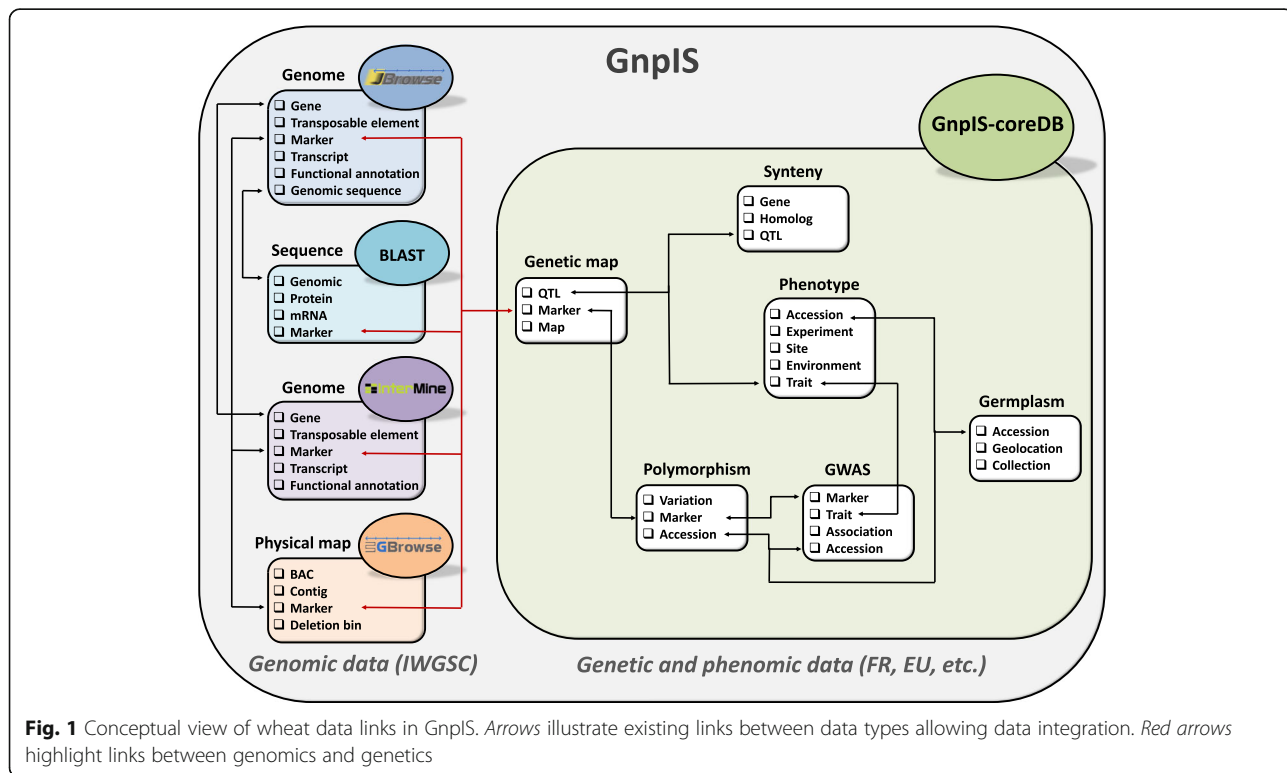 GnpIS
Genome
JBrowse
❑ Gene
❑ Transposable element
❑ Marker
❑ Transcript
❑ Functional annotation
❑ Genomic sequence
Sequence
BLAST
❑ Genomic
❑ Protein
❑ mRNA
❑ Marker
Genome
InterMine
❑ Gene
❑ Transposable element
❑ Marker
❑ Transcript
❑ Functional annotation
Physical map
GBrowse
❑ BAC
❑ Contig
❑ Marker
❑ Deletion bin
Genomic data (IWGSC)
GnpIS-coreDB
Synteny
❑ Gene
❑ Homolog
❑ QTL
Genetic map
❑ QTL
❑ Marker
❑ Map
Phenotype
❑ Accession
❑ Experiment
❑ Site
❑ Environment
❑ Trait
Germplasm
❑ Accession
❑ Geolocation
❑ Collection
Polymorphism
❑ Variation
❑ Marker
❑ Accession
GWAS
❑ Marker
❑ Trait
❑ Association
❑ Accession
Genetic and phenomic data (FR, EU, etc.)
Fig. 1 Conceptual view of wheat data links in GnpIS. Arrows illustrate existing links between data types allowing data integration. Red arrows
highlight links between genomics and genetics